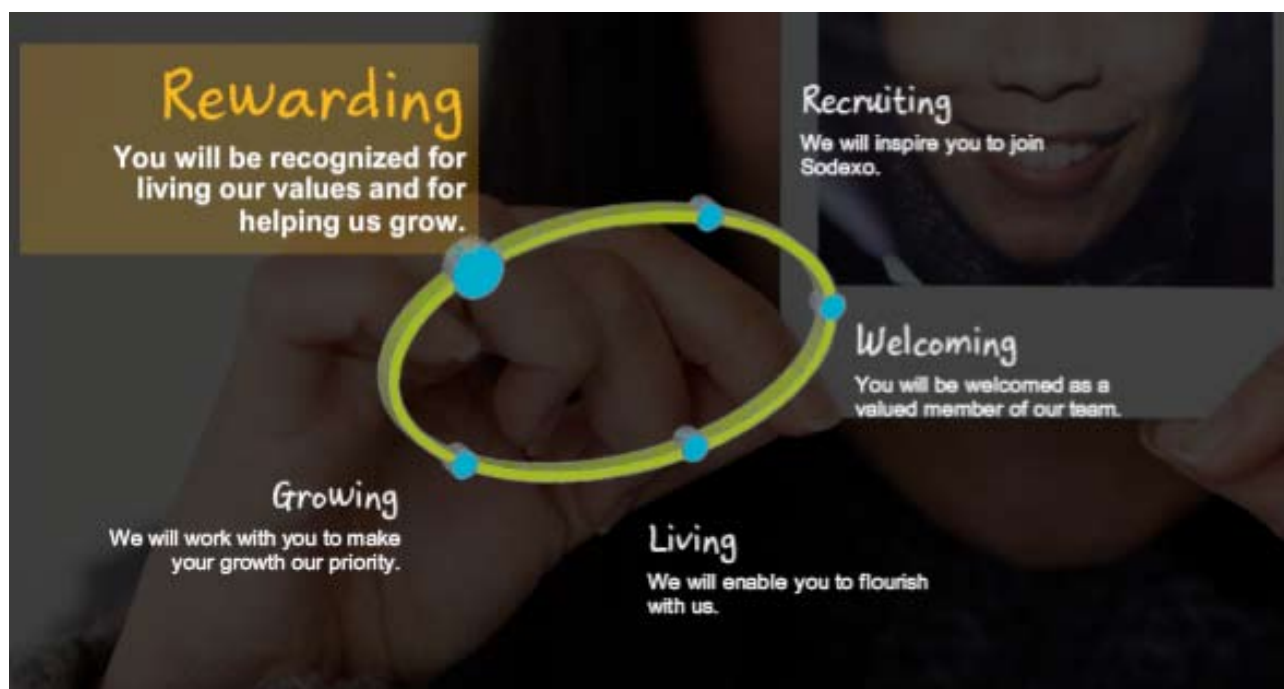 Rewarding
You will be recognized for
living our values and for
helping us grow.
Recruiting
We will inspire you to join
Sodexo.
Welcoming
You will be welcomed as a
valued member of our team.
Growing
We will work with you to make
your growth our priority.
Living
We will enable you to flourish
with us.